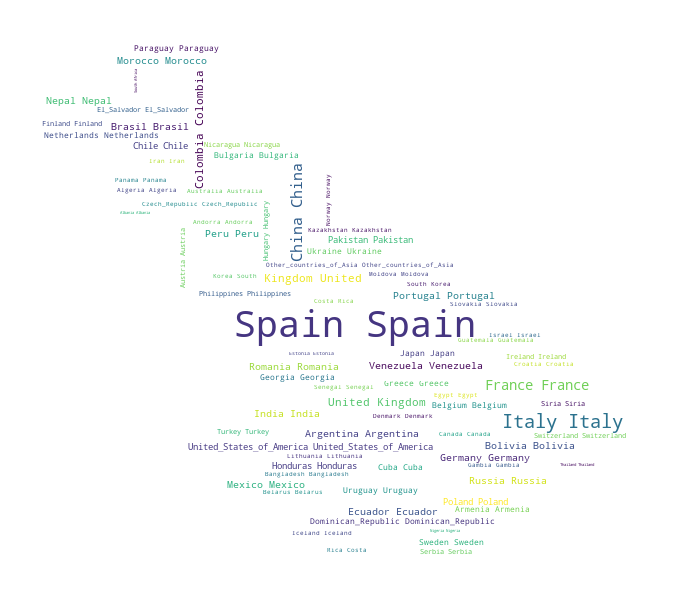 Paraguay Paraguay
Morocco Morocco
South Africa
Colombia Colombia
Nepal Nepal
El_Salvador El_Salvador
Finland Finland
Brasil Brasil
Netherlands Netherlands
Chile Chile
Nicaragua Nicaragua
Bulgaria Bulgaria
Iran Iran
China China
Panama Panama
Norway Norway
Algeria Algeria
Australia Australia
Czech_Republic Czech_Republic
Albania Albania
Andorra Andorra
Hungary Hungary
Peru Peru
Kazakhstan Kazakhstan
Austria Austria
Pakistan Pakistan
Ukraine Ukraine
Other_countries_of_Asia Other_countries_of_Asia
Korea South
Kingdom United
Moldova Moldova
South Korea
Philippines Philippines
Portugal Portugal
Costa Rica
Slovakia Slovakia
Spain Spain
Israel Israel
Guatemala Guatemala
Estonia Estonia
Japan Japan
Ireland Ireland
Romania Romania
Venezuela Venezuela
Croatia Croatia
Georgia Georgia
Senegal Senegal
Greece Greece
France France
Egypt Egypt
United Kingdom
Belgium Belgium
Siria Siria
India India
Denmark Denmark
Italy Italy
Turkey Turkey
Argentina Argentina
Canada Canada
Switzerland Switzerland
United_States_of_America United_States_of_America
Bolivia Bolivia
Lithuania Lithuania
Germany Germany
Honduras Honduras
Cuba Cuba
Gambia Gambia
Thailand Thailand
Bangladesh Bangladesh
Mexico Mexico
Russia Russia
Belarus Belarus
Uruguay Uruguay
Poland Poland
Ecuador Ecuador
Armenia Armenia
Dominican_Republic Dominican_Republic
Iceland Iceland
Sweden Sweden
Rica Costa
Serbia Serbia